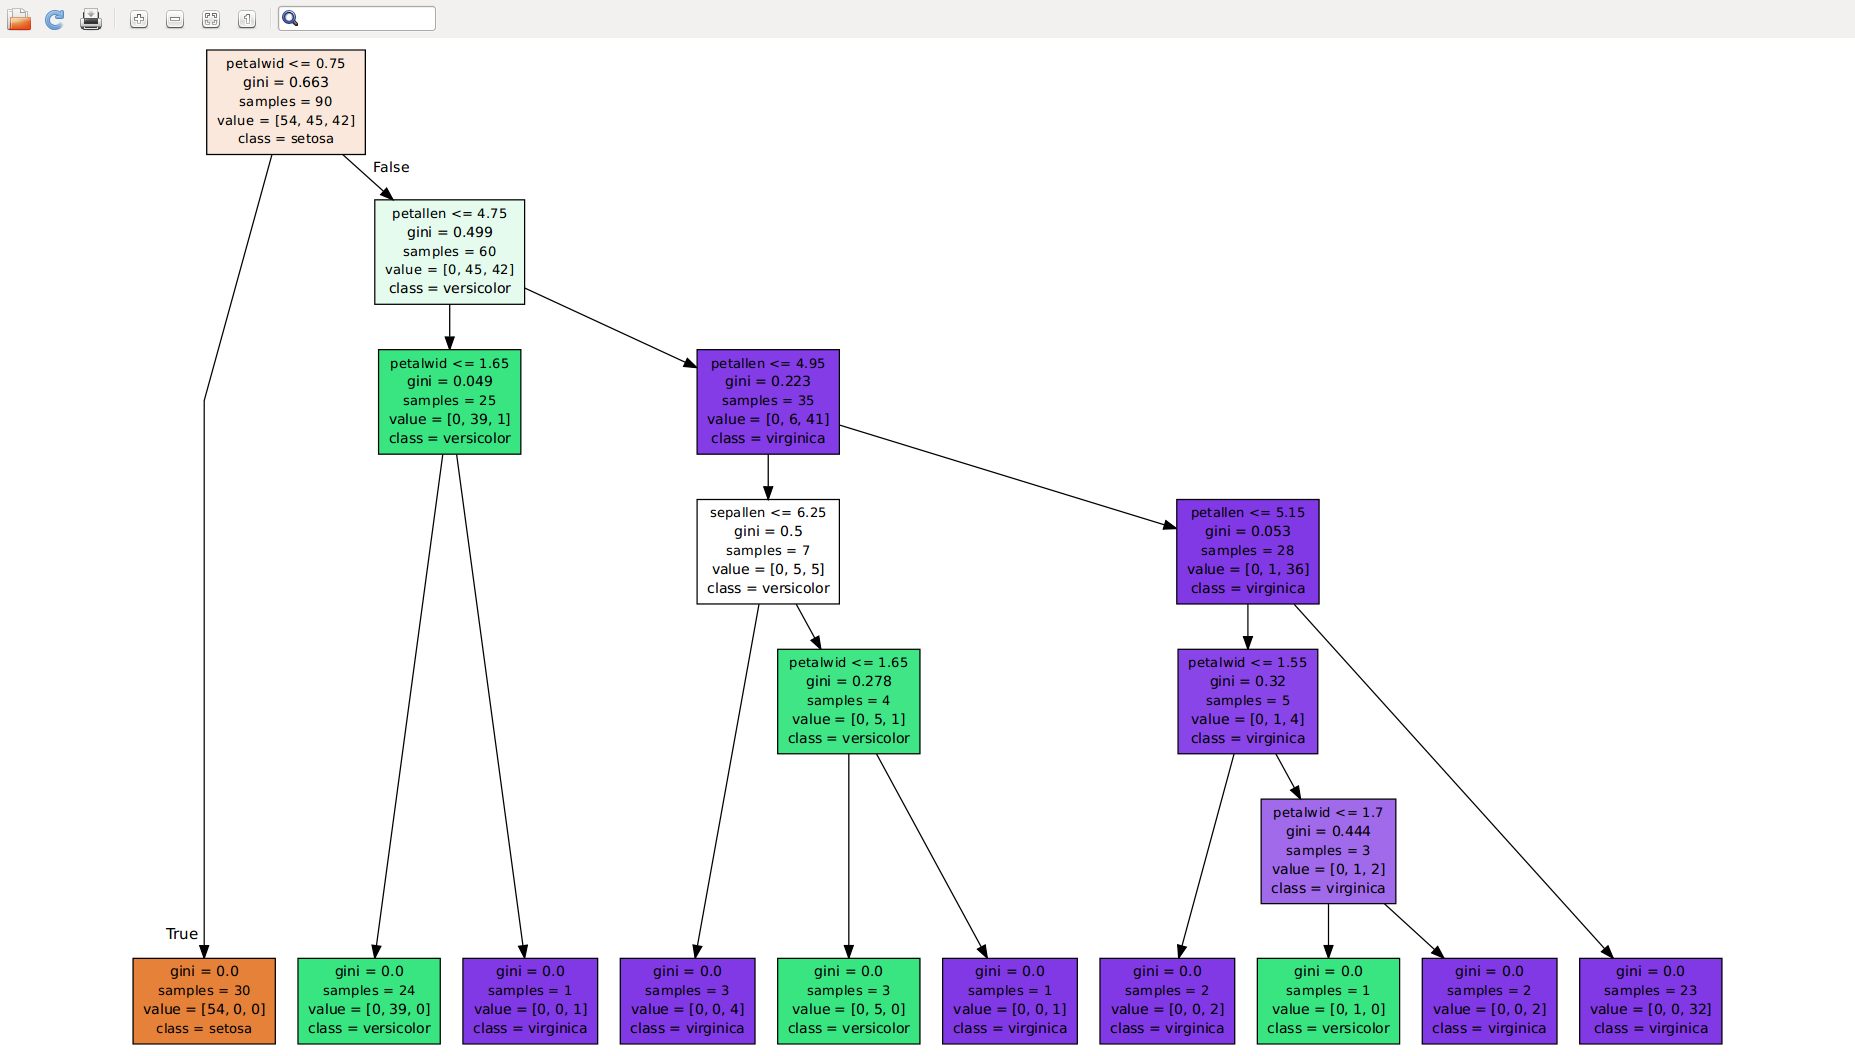 1
petalwid <= 0.75
gini = 0.663
samples = 90
value = [54, 45, 42]
class = setosa
False
petallen <= 4.75
gini = 0.499
samples = 60
value = [0, 45, 42]
class = versicolor
petalwid <= 1.65
gini = 0.049
samples = 25
value = [0, 39, 1]
class = versicolor
petallen <= 4.95
gini = 0.223
samples = 35
value = [0, 6, 41]
class = virginica
sepallen <= 6.25
gini = 0.5
samples = 7
value = [0, 5, 5]
class = versicolor
petallen <= 5.15
gini = 0.053
samples = 28
value = [0, 1, 36]
class = virginica
petalwid <= 1.65
gini = 0.278
samples = 4
value = [0, 5, 1]
class = versicolor
petalwid <= 1.55
gini = 0.32
samples = 5
value = [0, 1, 4]
class = virginica
petalwid <= 1.7
gini = 0.444
samples = 3
value = [0, 1, 2]
class = virginica
True
gini = 0.0
samples = 30
value = [54, 0, 0]
class = setosa
gini = 0.0
samples = 24
value = [0, 39, 0]
class = versicolor
gini = 0.0
samples = 1
value = [0, 0, 1]
class = virginica
gini = 0.0
samples = 3
value = [0, 0, 4]
class = virginica
gini = 0.0
samples = 3
value = [0, 5, 0]
class = versicolor
gini = 0.0
samples = 1
value = [0, 0, 1]
class = virginica
gini = 0.0
samples = 2
value = [0, 0, 2]
class = virginica
gini = 0.0
samples = 1
value = [0, 1, 0]
class = versicolor
gini = 0.0
samples = 2
value = [0, 0, 2]
class = virginica
gini = 0.0
samples = 23
value = [0, 0, 32]
class = virginica